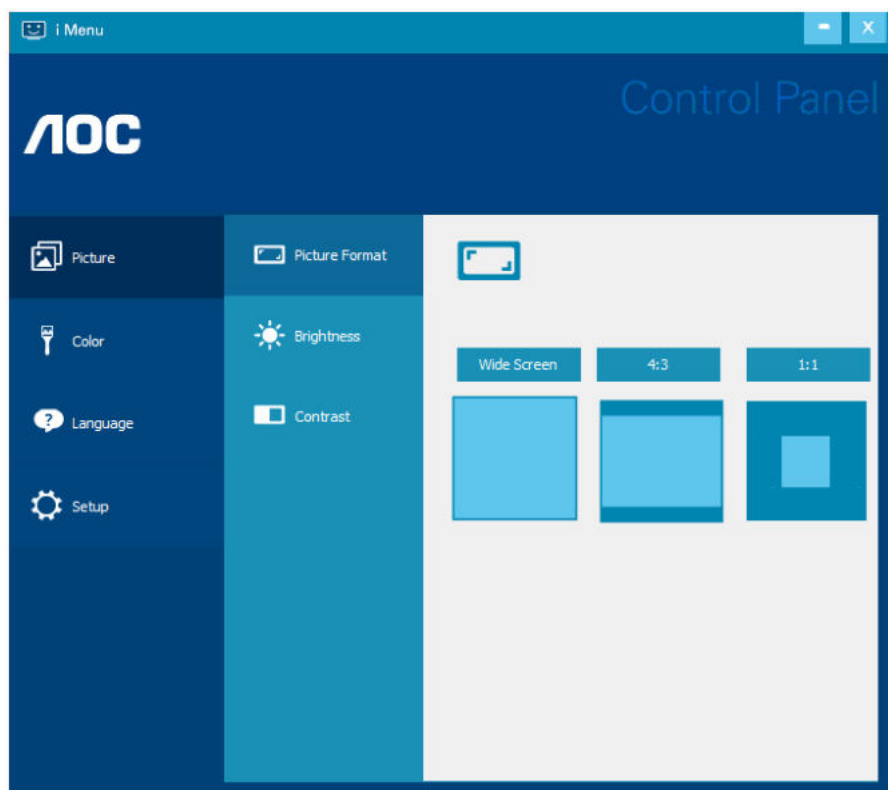 i Menu
- X
Control Panel
AOC
Picture
Color
Language
Setup
Picture Format
Brightness
Contrast
Wide Screen 4:3 1:1